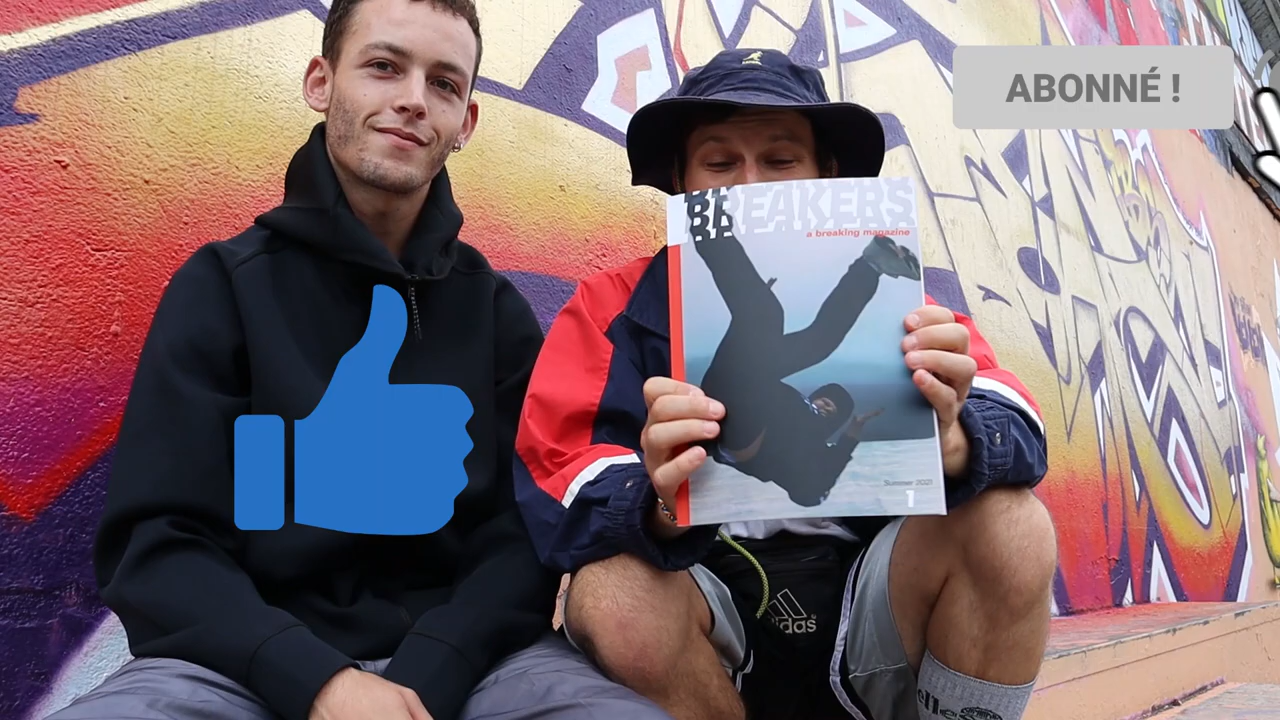 ABONNÉ !
BREAKERS
a breaking magazine
Summer 2021
1
adidas
ellesse